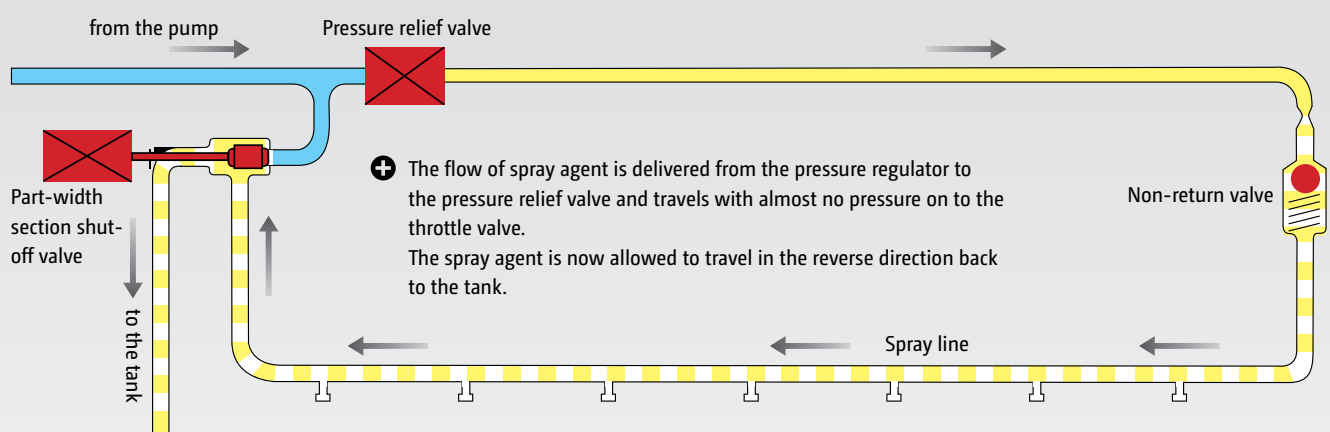 from the pump
Pressure relief valve
Part-width
section shut-
off valve
The flow of spray agent is delivered from the pressure regulator to
the pressure relief valve and travels with almost no pressure on to the
throttle valve.
The spray agent is now allowed to travel in the reverse direction back
to the tank.
Non-return valve
to the tank
Spray line